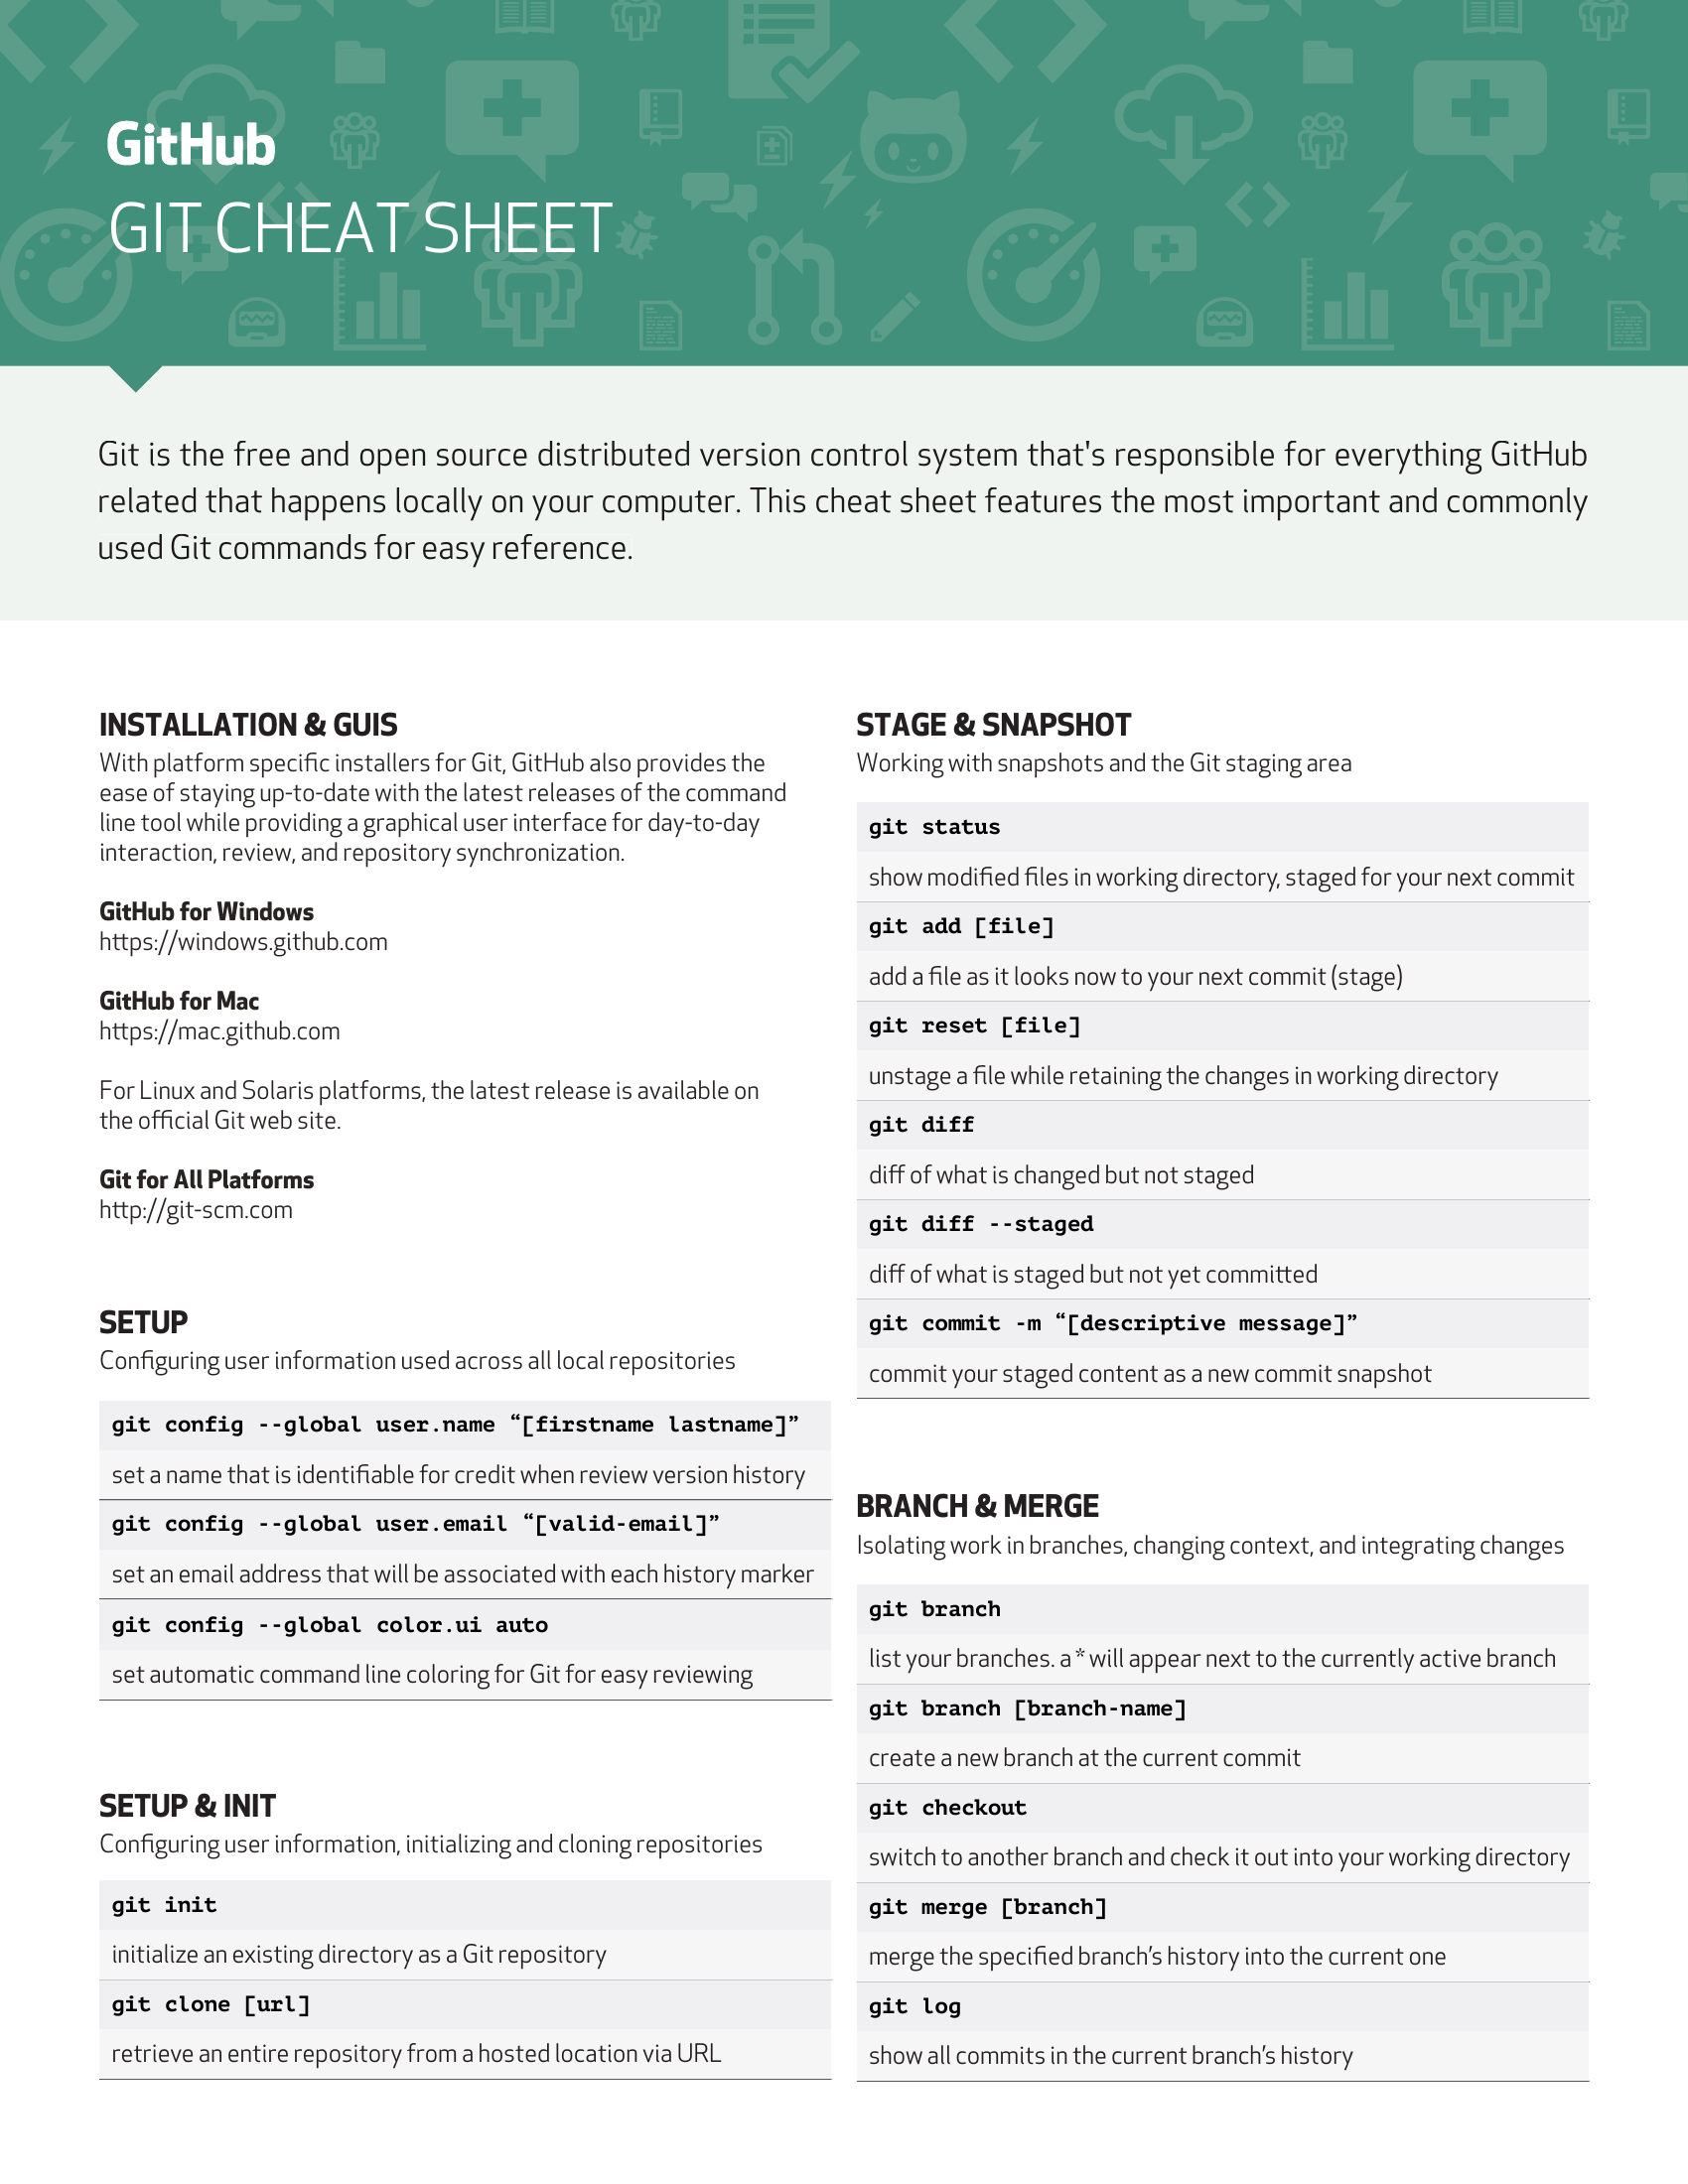 GitHub
GIT CHEAT SHEET
Git is the free and open source distributed version control system that's responsible for everything GitHub
related that happens locally on your computer. This cheat sheet features the most important and commonly
used Git commands for easy reference.
INSTALLATION & GUIS
With platform specific installers for Git, GitHub also provides the
ease of staying up-to-date with the latest releases of the command
line tool while providing a graphical user interface for day-to-day
interaction, review, and repository synchronization.
GitHub for Windows
https://windows.github.com
GitHub for Mac
https://mac.github.com
For Linux and Solaris platforms, the latest release is available on
the official Git web site.
Git for All Platforms
http://git-scm.com
SETUP
Configuring user information used across all local repositories
git config --global user.name “[firstname lastname]”
set a name that is identifiable for credit when review version history
git config --global user.email “[valid-email]”
set an email address that will be associated with each history marker
git config --global color.ui auto
set automatic command line coloring for Git for easy reviewing
SETUP & INIT
Configuring user information, initializing and cloning repositories
git init
initialize an existing directory as a Git repository
git clone [url]
retrieve an entire repository from a hosted location via URL
STAGE & SNAPSHOT
Working with snapshots and the Git staging area
git status
show modified files in working directory, staged for your next commit
git add [file]
add a file as it looks now to your next commit (stage)
git reset [file]
unstage a file while retaining the changes in working directory
git diff
diff of what is changed but not staged
git diff --staged
diff of what is staged but not yet committed
git commit -m “[descriptive message]”
commit your staged content as a new commit snapshot
BRANCH & MERGE
Isolating work in branches, changing context, and integrating changes
git branch
list your branches. a * will appear next to the currently active branch
git branch [branch-name]
create a new branch at the current commit
git checkout
switch to another branch and check it out into your working directory
git merge [branch]
merge the specified branch’s history into the current one
git log
show all commits in the current branch’s history